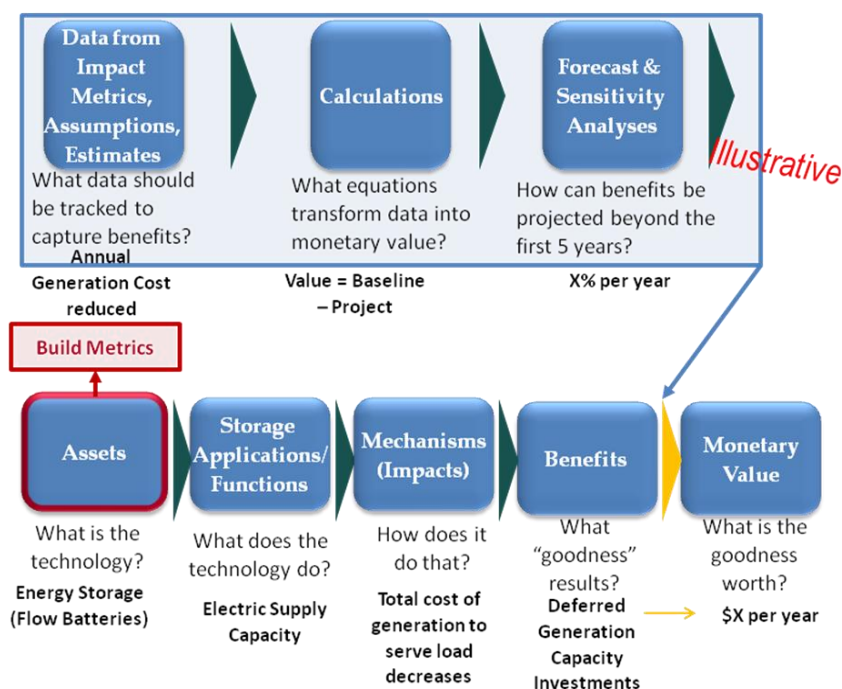 Data from
Impact
Metrics,
Assumptions,
Estimates
What data should
be tracked to
capture benefits?
Annual
Generation Cost
reduced
Calculations
What equations
transform data into
monetary value?
Value = Baseline
– Project
Forecast &
Sensitivity
Analyses
How can benefits be
projected beyond the
first 5 years?
X% per year
Illustrative
Build Metrics
Assets
What is the
technology?
Energy Storage
(Flow Batteries)
Storage
Applications/
Functions
What does the
technology do?
Electric Supply
Capacity
Mechanisms
(Impacts)
How does it
do that?
Total cost of
generation to
serve load
decreases
Benefits
What
“goodness”
results?
Deferred
Generation
Capacity
Investments
Monetary
Value
What is the
goodness
worth?
$X per year